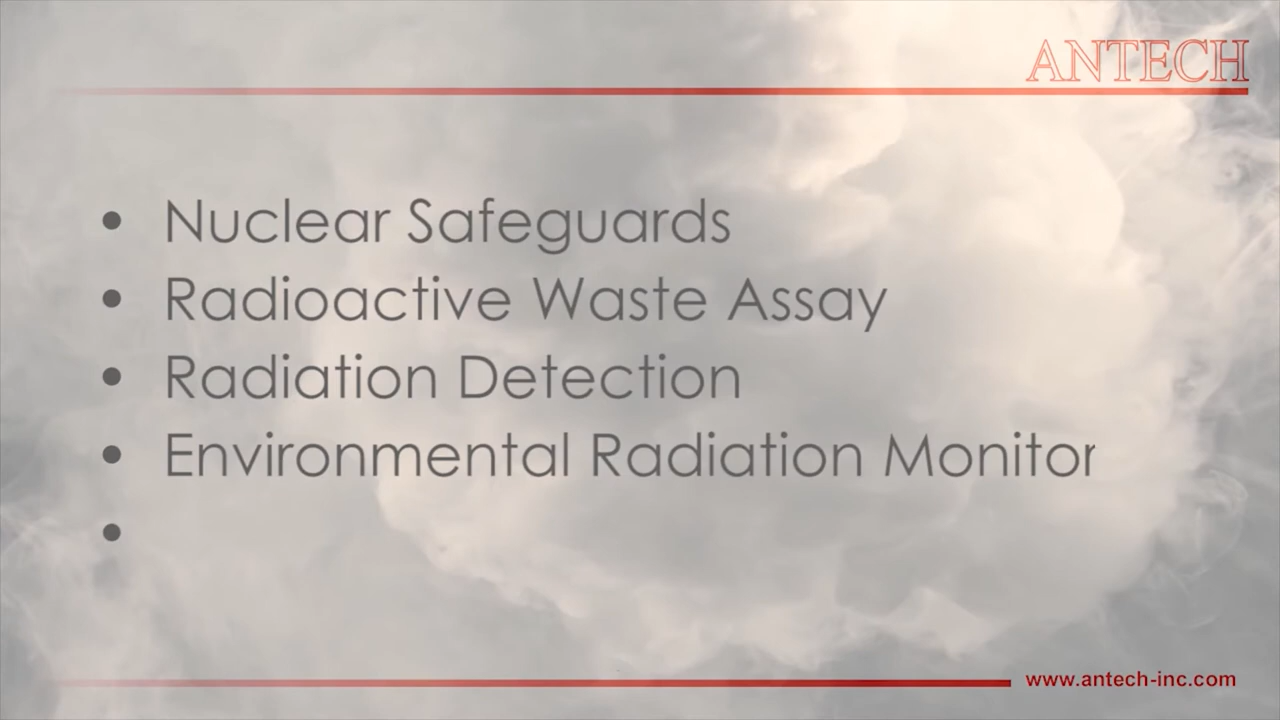 ANTECH
• Nuclear Safeguards
• Radioactive Waste Assay
• Radiation Detection
• Environmental Radiation Monitor
•
www.antech-inc.com